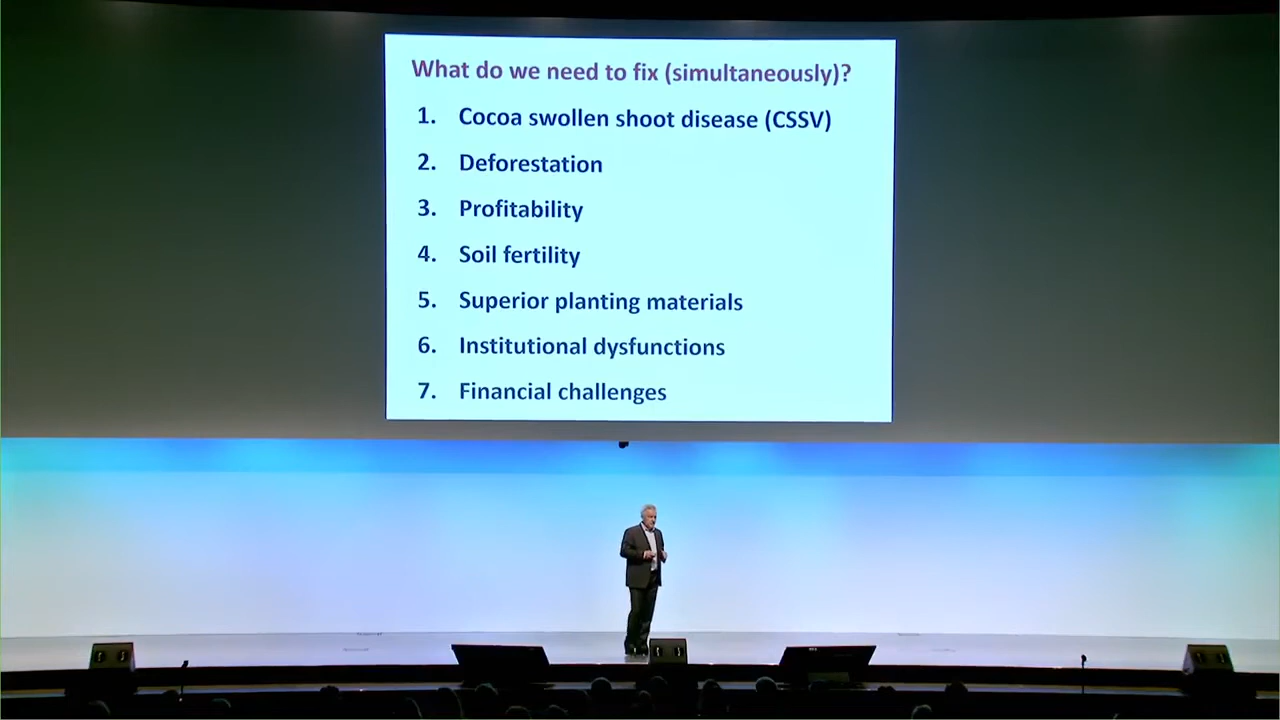 What do we need to fix (simultaneously)?
1. Cocoa swollen shoot disease (CSSV)
2. Deforestation
3. Profitability
4. Soil fertility
5. Superior planting materials
6. Institutional dysfunctions
7. Financial challenges